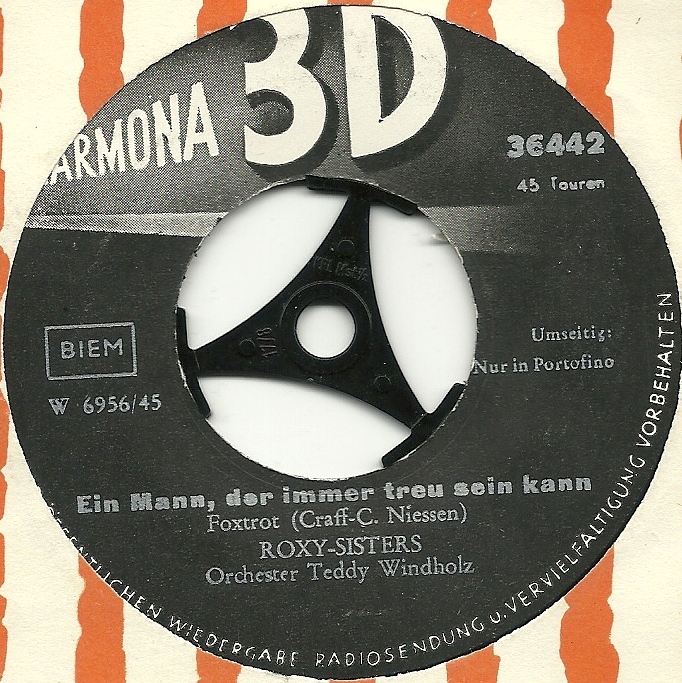 ARMONA 3D
36442
45 Touren
BIEM
Umseitig:
Nur in Portofino
W 6956/45
Ein Mann, der immer treu sein kann
Foxtrot (Craff-C. Niessen)
ROXY-SISTERS
Orchester Teddy Windholz
ÖFFENTLICHEN WIEDERGABE RADIOSENDUNG u. VERVIELFÄLTIGUNG VORBEHALTEN